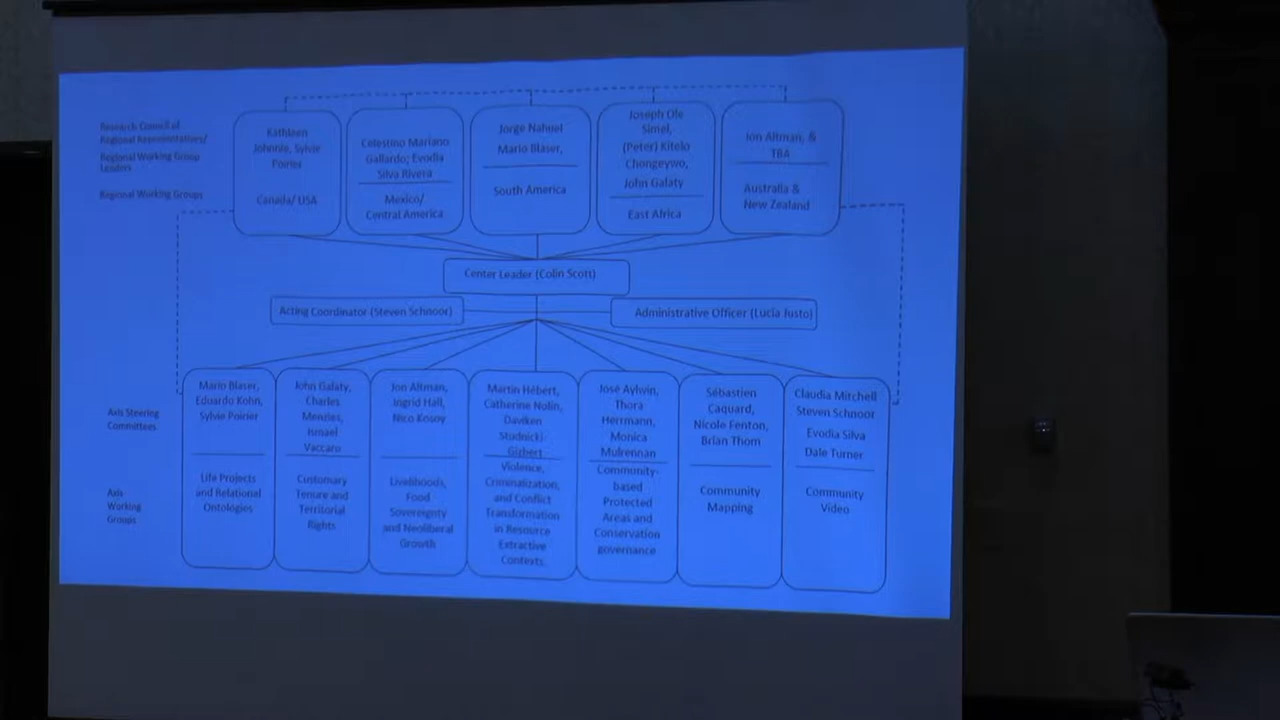 Research Council of
Regional Representatives/
Regional Working Group
Leaders
Regional Working Groups
Kathleen
Johnnie, Sylvie
Poirier
Canada/ USA
Celestino Mariano
Gallardo; Evodia
Silva Rivera
Mexico/
Central America
Jorge Nahuel
Mario Blaser,
South America
Joseph Ole
Simel,
(Peter) Kitelo
Chongeywo,
John Galaty
East Africa
Jon Altman, &
TBA
Australia &
New Zealand
Center Leader (Colin Scott)
Acting Coordinator (Steven Schnoor)
Administrative Officer (Lucia Justo)
Axis Steering
Committees
Axis
Working
Groups
Mario Blaser,
Eduardo Kohn,
Sylvie Poirier
Life Projects
and Relational
Ontologies
John Galaty,
Charles
Menzies,
Ismael
Vaccaro
Customary
Tenure and
Territorial
Rights
Jon Altman,
Ingrid Hall,
Nico Kosoy
Livelihoods,
Food
Sovereignty
and Neoliberal
Growth
Martin Hébert,
Catherine Nolin,
Daviken
Studnicki-
Gizbert
Violence,
Criminalization,
and Conflict
Transformation
in Resource
Extractive
Contexts.
José Aylwin,
Thora
Herrmann,
Monica
Mulrennan
Community-
based
Protected
Areas and
Conservation
governance
Sébastien
Caquard,
Nicole Fenton,
Brian Thom
Community
Mapping
Claudia Mitchell
Steven Schnoor
Evodia Silva
Dale Turner
Community
Video